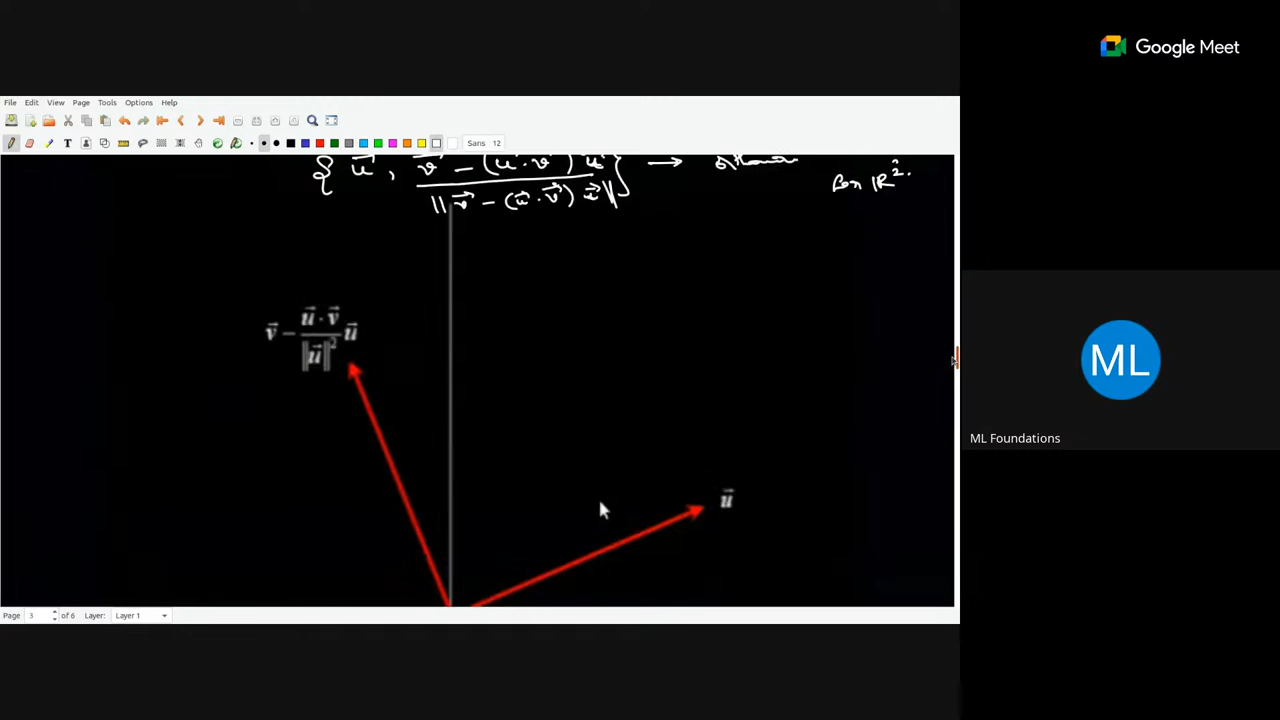 Google Meet
File Edit View Page Tools Options Help
Sans 12
{ u⃗, v⃗ − (u⃗ · v⃗) u⃗ } →
for ℝ².
‖v⃗ − (u⃗ · v⃗) u⃗‖
v⃗ − (u⃗ · v⃗ / ‖u⃗‖²) u⃗
ML
ML Foundations
u⃗
Page 3 of 6 Layer: Layer 1